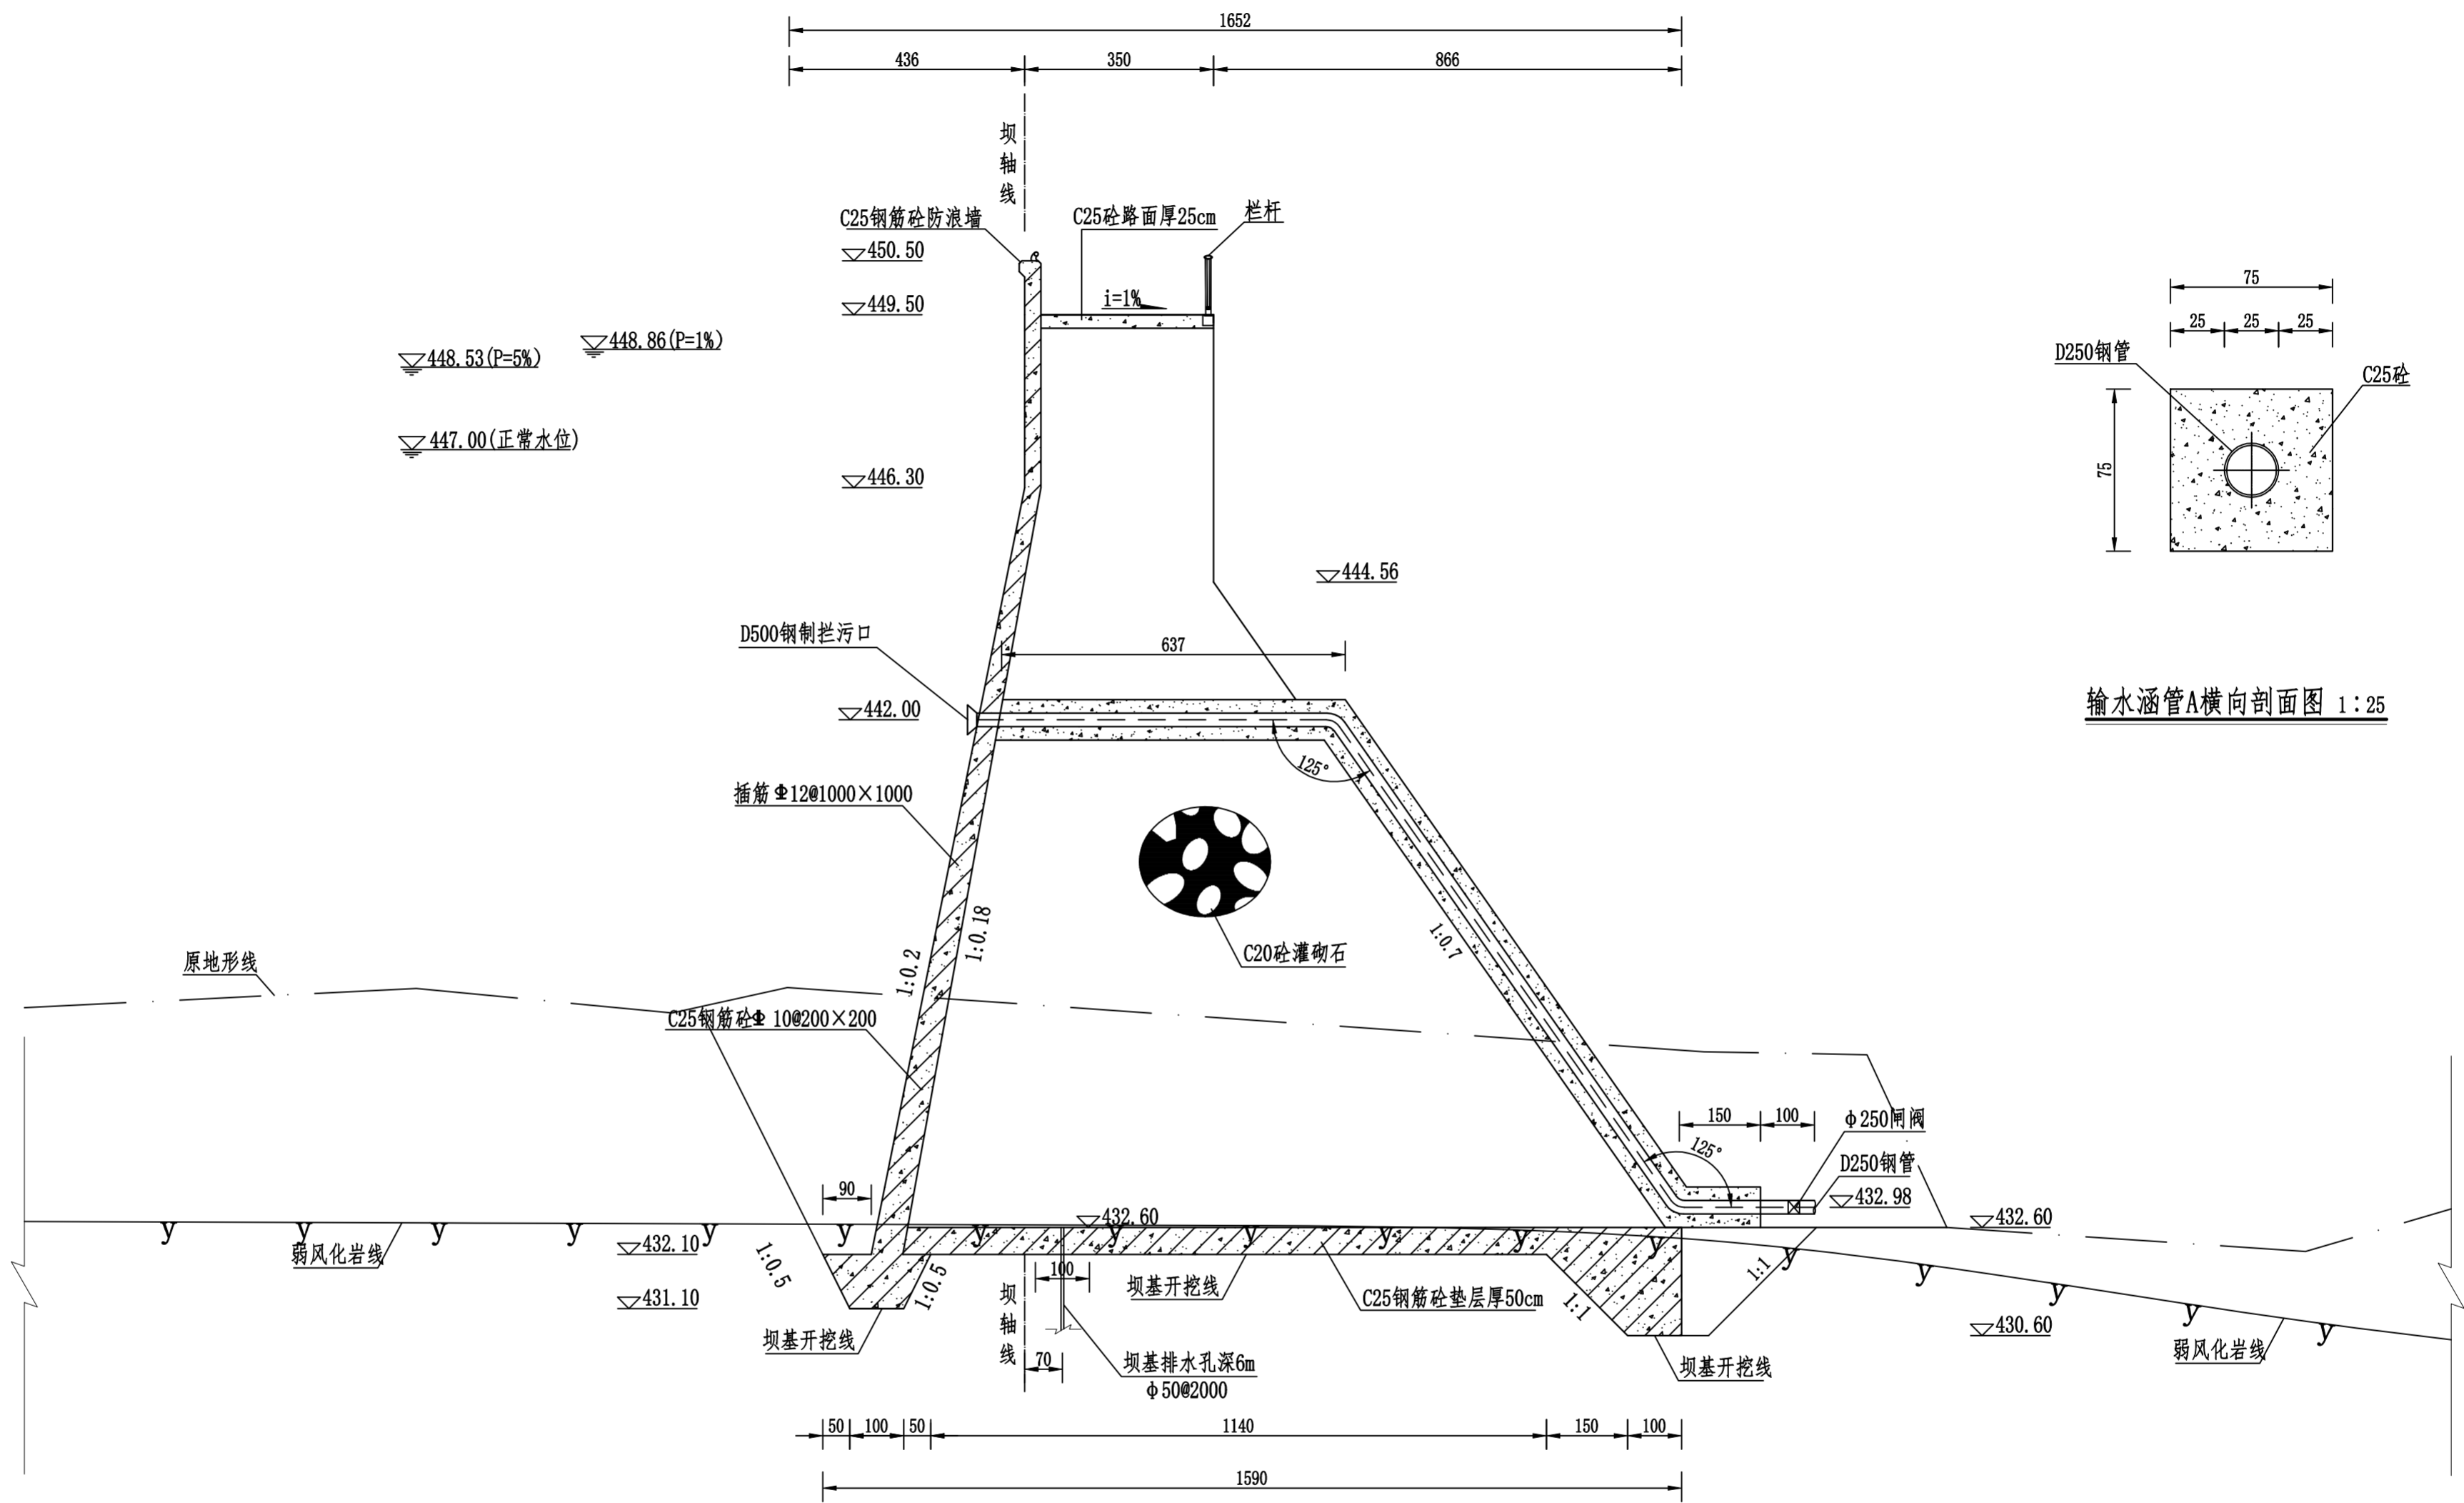 1652
436
350
866
坝轴线
C25钢筋砼防浪墙
C25砼路面厚25cm
栏杆
450.50
449.50
i=1%
448.53(P=5%)
448.86(P=1%)
447.00(正常水位)
446.30
444.56
75
25
25
25
D250钢管
C25砼
75
输水涵管A横向剖面图 1:25
D500钢制拦污口
637
442.00
125°
插筋Φ12@1000×1000
C20砼灌砌石
1:0.2
1:0.18
1:0.7
原地形线
C25钢筋砼Φ10@200×200
150
100
φ250闸阀
125°
D250钢管
432.98
90
432.60
432.60
y y y y y y y y y y y y y y y y y
弱风化岩线
432.10
1:0.5
1:0.5
100
坝基开挖线
C25钢筋砼垫层厚50cm
1:1
1:1
431.10
430.60
坝基开挖线
坝轴线
70
坝基排水孔深6m
φ50@2000
坝基开挖线
弱风化岩线
50
100
50
1140
150
100
1590